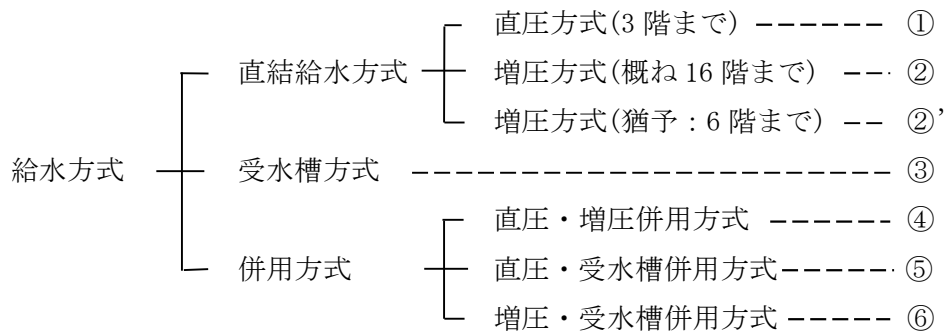 直圧方式(3 階まで) ------ ①
直結給水方式 増圧方式(概ね 16 階まで) --- ②
増圧方式(猶予：6 階まで) -- ②’
給水方式 受水槽方式 --------------------- ③
直圧・増圧併用方式 ------ ④
併用方式 直圧・受水槽併用方式------ ⑤
増圧・受水槽併用方式------ ⑥